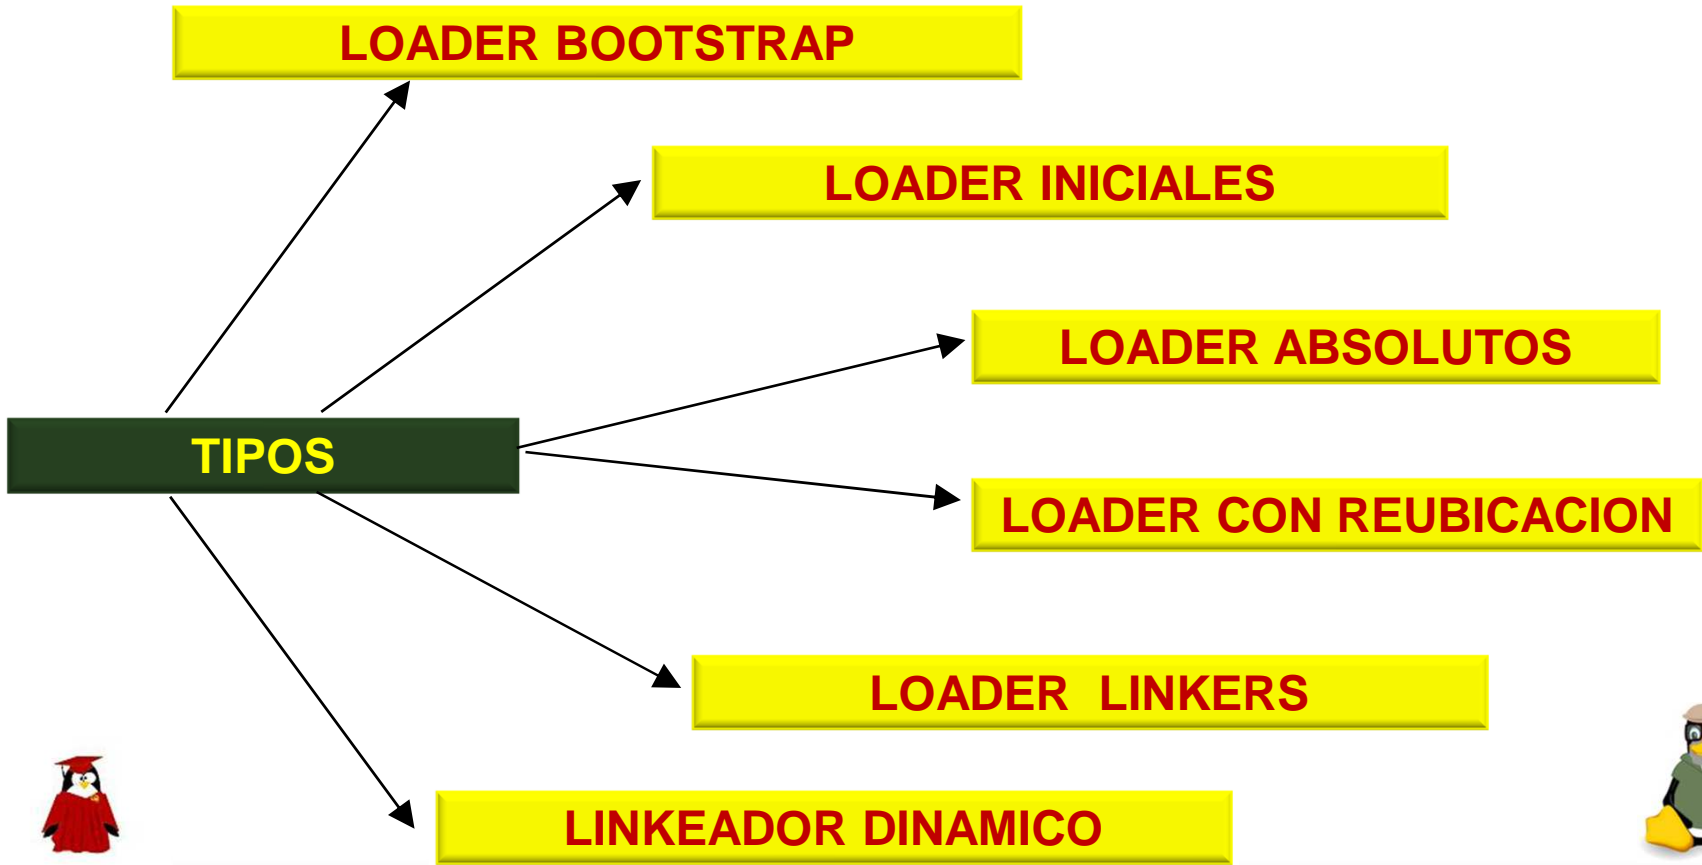 LOADER BOOTSTRAP
LOADER INICIALES
LOADER ABSOLUTOS
TIPOS
LOADER CON REUBICACION
LOADER LINKERS
LINKEADOR DINAMICO